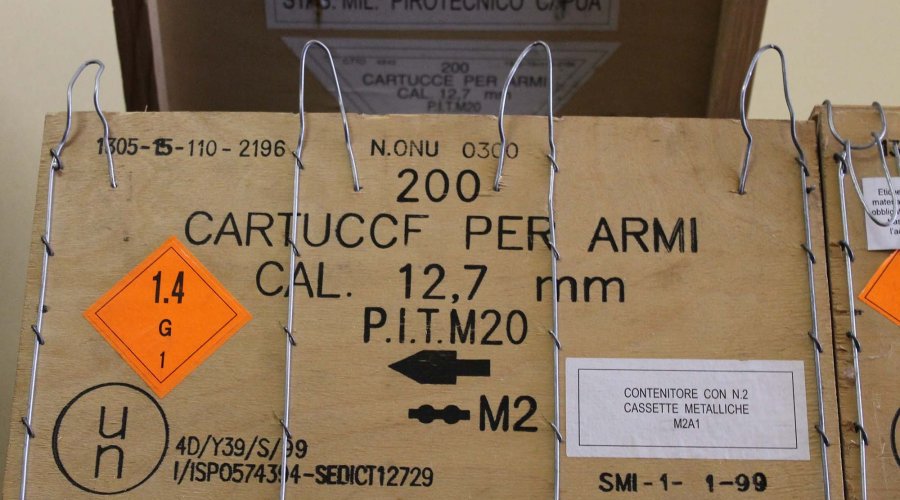 STAB. MIL. PIROTECNICO CAPUA
200
CARTUCCE PER ARMI
CAL 12,7 mm
P.I.T.M20
1305-15-110-2196
N.ONU 0300
200
CARTUCCE PER ARMI
CAL. 12,7 mm
P.I.T.M20
1.4
G
1
M2
un
4D/Y39/S/99
I/ISP0574394-SEDICT12729
CONTENITORE CON N.2
CASSETTE METALLICHE
M2A1
SMI-1- 1-99